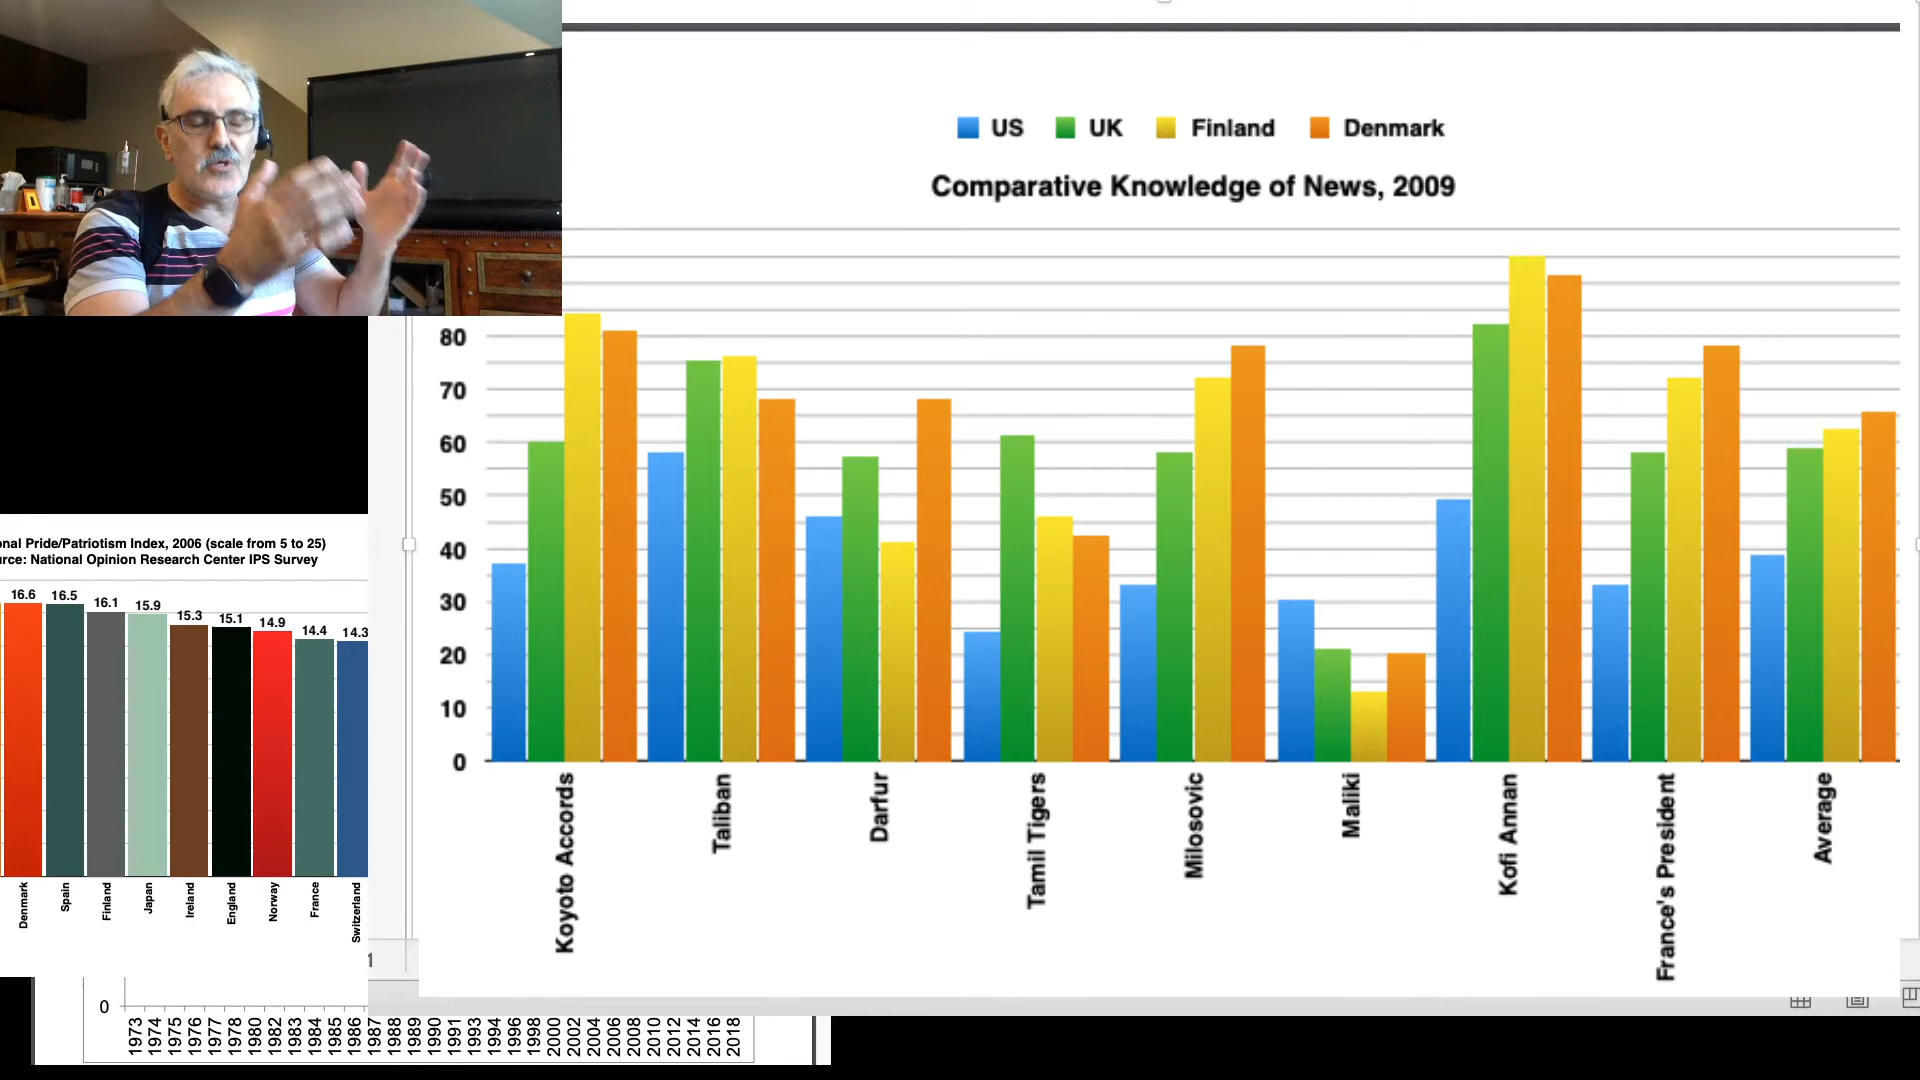 US UK Finland Denmark
Comparative Knowledge of News, 2009
80
70
60
50
40
30
20
10
0
Koyoto Accords
Taliban
Darfur
Tamil Tigers
Milosovic
Maliki
Kofi Annan
France's President
Average
onal Pride/Patriotism Index, 2006 (scale from 5 to 25)
urce: National Opinion Research Center IPS Survey
16.6 16.5 16.1 15.9 15.3 15.1 14.9 14.4 14.3
Denmark
Spain
Finland
Japan
Ireland
England
Norway
France
Switzerland
1
0
1973
1974
1975
1976
1977
1978
1980
1982
1983
1984
1985
1986
1987
1988
1989
1990
1991
1993
1994
1996
1998
2000
2002
2004
2006
2008
2010
2012
2014
2016
2018